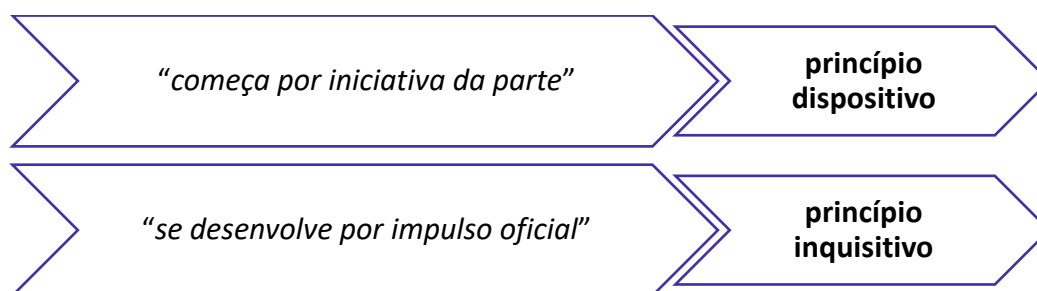 “começa por iniciativa da parte”
princípio
dispositivo
“se desenvolve por impulso oficial”
princípio
inquisitivo